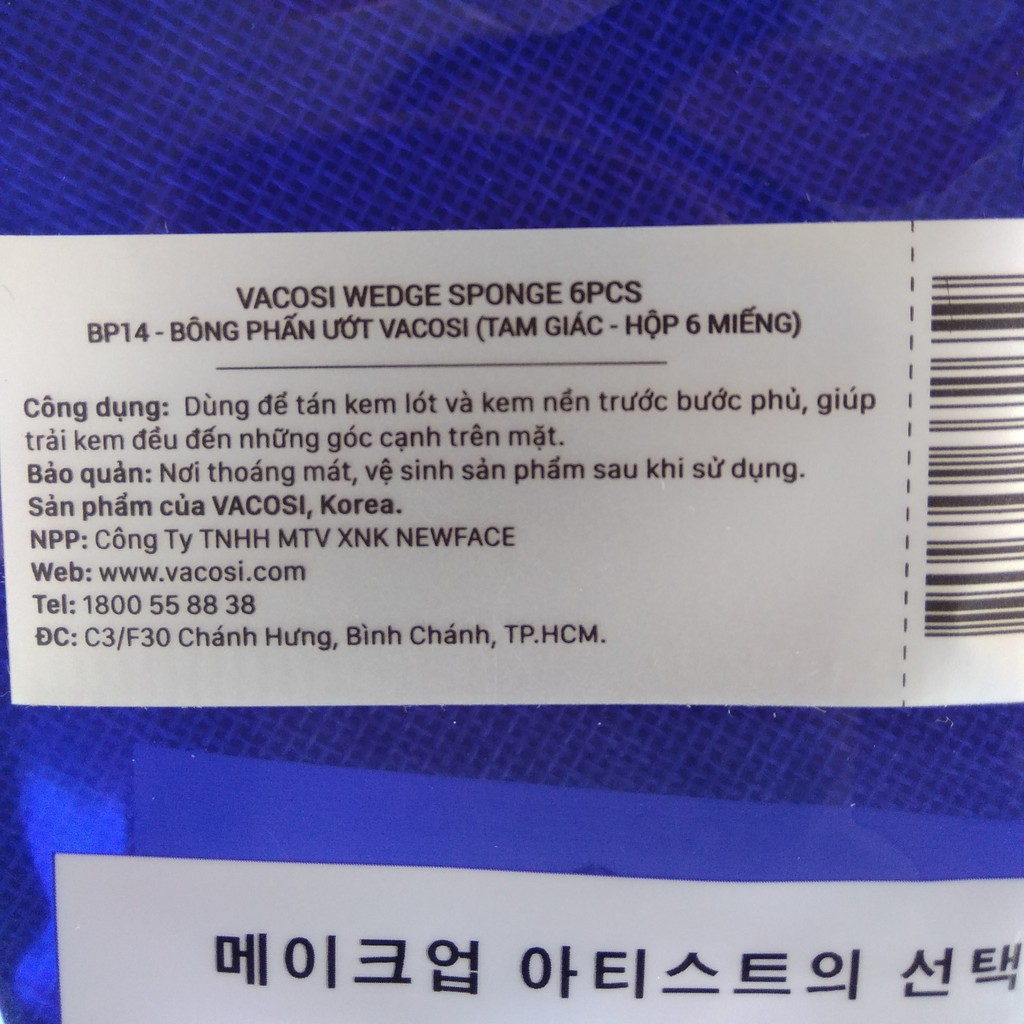 VACOSI WEDGE SPONGE 6PCS
BP14 - BÔNG PHẤN ƯỚT VACOSI (TAM GIÁC - HỘP 6 MIẾNG)
Công dụng: Dùng để tán kem lót và kem nền trước bước phủ, giúp
trải kem đều đến những góc cạnh trên mặt.
Bảo quản: Nơi thoáng mát, vệ sinh sản phẩm sau khi sử dụng.
Sản phẩm của VACOSI, Korea.
NPP: Công Ty TNHH MTV XNK NEWFACE
Web: www.vacosi.com
Tel: 1800 55 88 38
ĐC: C3/F30 Chánh Hưng, Bình Chánh, TP.HCM.
메이크업 아티스트의 선택